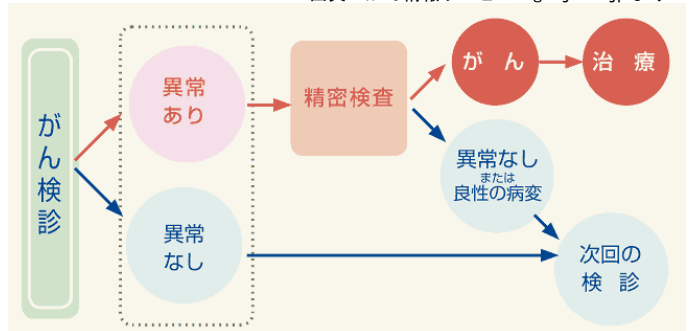 がん検診
異常
あり
異常
なし
精密検査
がん
治療
異常なし
または
良性の病変
次回の
検診